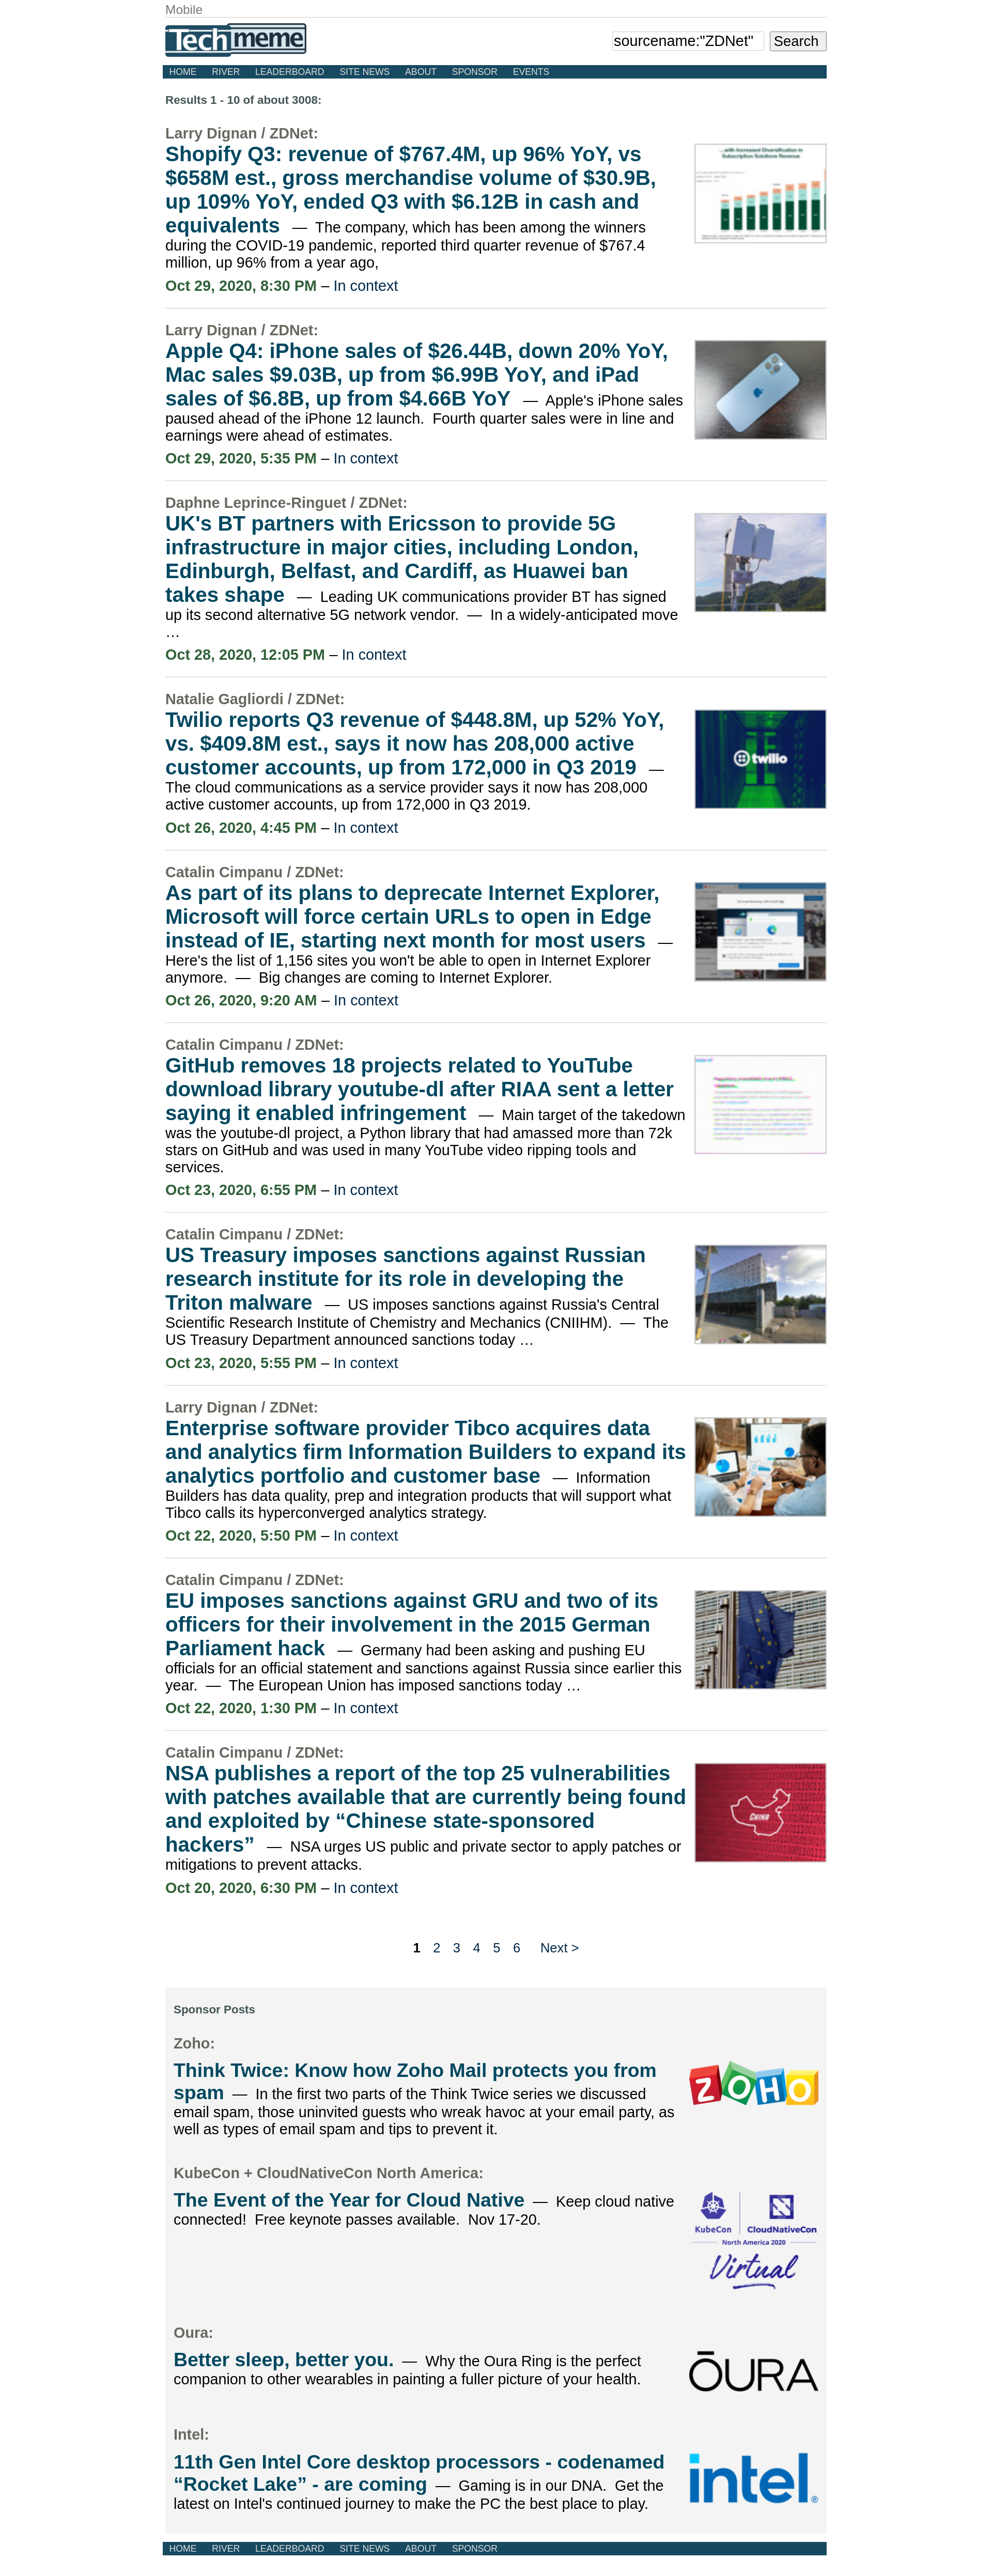 Mobile
Techmeme
sourcename:"ZDNet"
Search
HOME RIVER LEADERBOARD SITE NEWS ABOUT SPONSOR EVENTS
Results 1 - 10 of about 3008:
Larry Dignan / ZDNet:
Shopify Q3: revenue of $767.4M, up 96% YoY, vs
$658M est., gross merchandise volume of $30.9B,
up 109% YoY, ended Q3 with $6.12B in cash and
equivalents — The company, which has been among the winners
during the COVID-19 pandemic, reported third quarter revenue of $767.4
million, up 96% from a year ago,
Oct 29, 2020, 8:30 PM – In context
...with Increased Diversification in
Subscription Solutions Revenue
Larry Dignan / ZDNet:
Apple Q4: iPhone sales of $26.44B, down 20% YoY,
Mac sales $9.03B, up from $6.99B YoY, and iPad
sales of $6.8B, up from $4.66B YoY — Apple's iPhone sales
paused ahead of the iPhone 12 launch. Fourth quarter sales were in line and
earnings were ahead of estimates.
Oct 29, 2020, 5:35 PM – In context
Daphne Leprince-Ringuet / ZDNet:
UK's BT partners with Ericsson to provide 5G
infrastructure in major cities, including London,
Edinburgh, Belfast, and Cardiff, as Huawei ban
takes shape — Leading UK communications provider BT has signed
up its second alternative 5G network vendor. — In a widely-anticipated move
…
Oct 28, 2020, 12:05 PM – In context
Natalie Gagliordi / ZDNet:
Twilio reports Q3 revenue of $448.8M, up 52% YoY,
vs. $409.8M est., says it now has 208,000 active
customer accounts, up from 172,000 in Q3 2019 —
The cloud communications as a service provider says it now has 208,000
active customer accounts, up from 172,000 in Q3 2019.
Oct 26, 2020, 4:45 PM – In context
twilio
Catalin Cimpanu / ZDNet:
As part of its plans to deprecate Internet Explorer,
Microsoft will force certain URLs to open in Edge
instead of IE, starting next month for most users —
Here's the list of 1,156 sites you won't be able to open in Internet Explorer
anymore. — Big changes are coming to Internet Explorer.
Oct 26, 2020, 9:20 AM – In context
Catalin Cimpanu / ZDNet:
GitHub removes 18 projects related to YouTube
download library youtube-dl after RIAA sent a letter
saying it enabled infringement — Main target of the takedown
was the youtube-dl project, a Python library that had amassed more than 72k
stars on GitHub and was used in many YouTube video ripping tools and
services.
Oct 23, 2020, 6:55 PM – In context
Catalin Cimpanu / ZDNet:
US Treasury imposes sanctions against Russian
research institute for its role in developing the
Triton malware — US imposes sanctions against Russia's Central
Scientific Research Institute of Chemistry and Mechanics (CNIIHM). — The
US Treasury Department announced sanctions today …
Oct 23, 2020, 5:55 PM – In context
Larry Dignan / ZDNet:
Enterprise software provider Tibco acquires data
and analytics firm Information Builders to expand its
analytics portfolio and customer base — Information
Builders has data quality, prep and integration products that will support what
Tibco calls its hyperconverged analytics strategy.
Oct 22, 2020, 5:50 PM – In context
Catalin Cimpanu / ZDNet:
EU imposes sanctions against GRU and two of its
officers for their involvement in the 2015 German
Parliament hack — Germany had been asking and pushing EU
officials for an official statement and sanctions against Russia since earlier this
year. — The European Union has imposed sanctions today …
Oct 22, 2020, 1:30 PM – In context
Catalin Cimpanu / ZDNet:
NSA publishes a report of the top 25 vulnerabilities
with patches available that are currently being found
and exploited by “Chinese state-sponsored
hackers” — NSA urges US public and private sector to apply patches or
mitigations to prevent attacks.
Oct 20, 2020, 6:30 PM – In context
CHINA
1 2 3 4 5 6 Next >
Sponsor Posts
Zoho:
Think Twice: Know how Zoho Mail protects you from
spam — In the first two parts of the Think Twice series we discussed
email spam, those uninvited guests who wreak havoc at your email party, as
well as types of email spam and tips to prevent it.
ZOHO
KubeCon + CloudNativeCon North America:
The Event of the Year for Cloud Native — Keep cloud native
connected! Free keynote passes available. Nov 17-20.
KubeCon CloudNativeCon
North America 2020
Virtual
Oura:
Better sleep, better you. — Why the Oura Ring is the perfect
companion to other wearables in painting a fuller picture of your health.
ŌURA
Intel:
11th Gen Intel Core desktop processors - codenamed
“Rocket Lake” - are coming — Gaming is in our DNA. Get the
latest on Intel's continued journey to make the PC the best place to play.
intel®
HOME RIVER LEADERBOARD SITE NEWS ABOUT SPONSOR